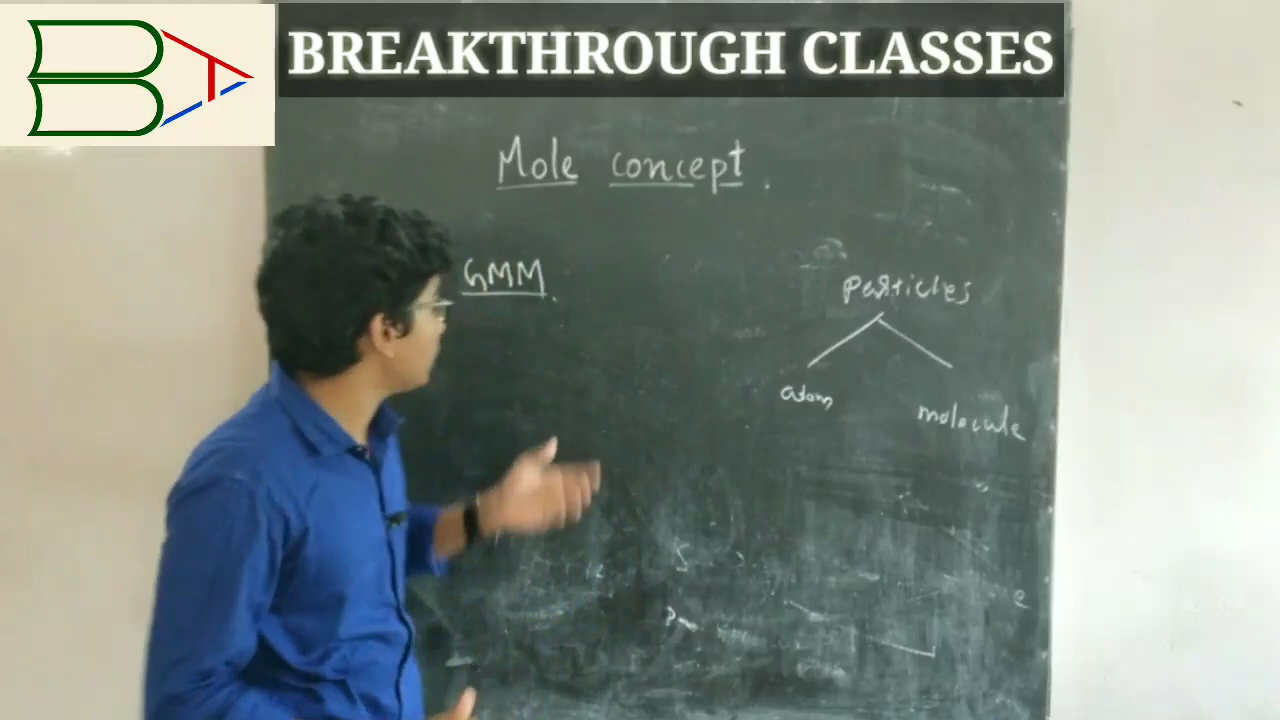 BREAKTHROUGH CLASSES
Mole concept.
GMM.
Particles
atom
molecule